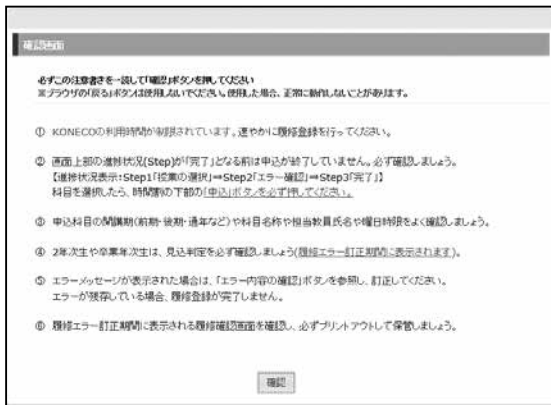 確認画面
必ずこの注意書きを一読して「確認」ボタンを押してください
※ブラウザの「戻る」ボタンは使用しないでください。使用した場合、正常に動作しないことがあります。
① KONECOの利用時間が制限されています。速やかに履修登録を行ってください。
② 画面上部の進捗状況(Step)が「完了」となる前は申込が終了していません。必ず確認しましょう。
【進捗状況表示:Step1「授業の選択」⇒Step2「エラー確認」⇒Step3「完了」】
科目を選択したら、時間割の下部の「申込」ボタンを必ず押してください。
③ 申込科目の開講期(前期・後期・通年など)や科目名称や担当教員氏名や曜日時限をよく確認しましょう。
④ 2年次生や卒業年次生は、見込判定を必ず確認しましょう(履修エラー訂正期間に表示されます)。
⑤ エラーメッセージが表示された場合は、「エラー内容の確認」ボタンを参照し、訂正してください。
エラーが残存している場合、履修登録が完了しません。
⑥ 履修エラー訂正期間に表示される履修確認画面を確認し、必ずプリントアウトして保管しましょう。
確認